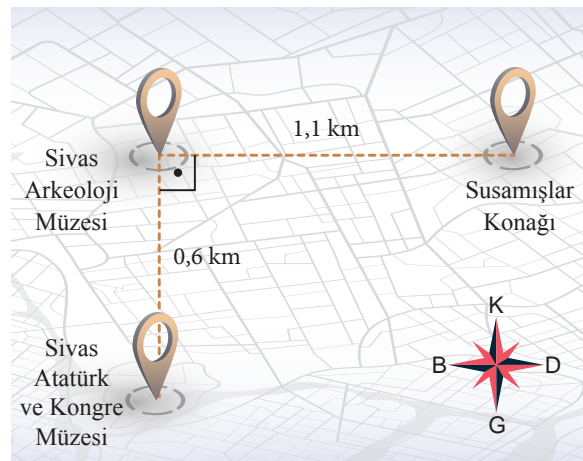 1,1 km
Sivas
Arkeoloji
Müzesi
Susamışlar
Konağı
0,6 km
Sivas
Atatürk
ve Kongre
Müzesi
K
B
D
G